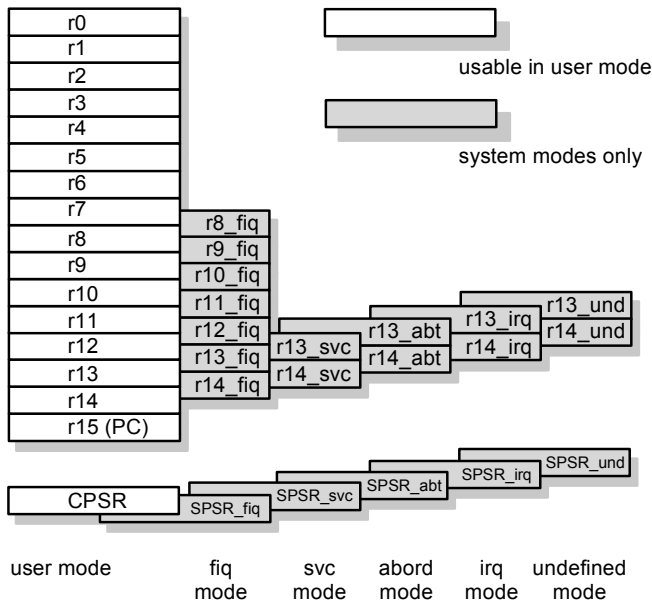 r0
r1
r2
r3
r4
r5
r6
r7
r8
r9
r10
r11
r12
r13
r14
r15 (PC)
CPSR
usable in user mode
system modes only
r8_fiq
r9_fiq
r10_fiq
r11_fiq
r12_fiq
r13_fiq
r14_fiq
r13_svc
r14_svc
r13_abt
r14_abt
r13_irq
r14_irq
r13_und
r14_und
SPSR_fiq
SPSR_svc
SPSR_abt
SPSR_irq
SPSR_und
user mode
fiq
mode
svc
mode
abord
mode
irq
mode
undefined
mode